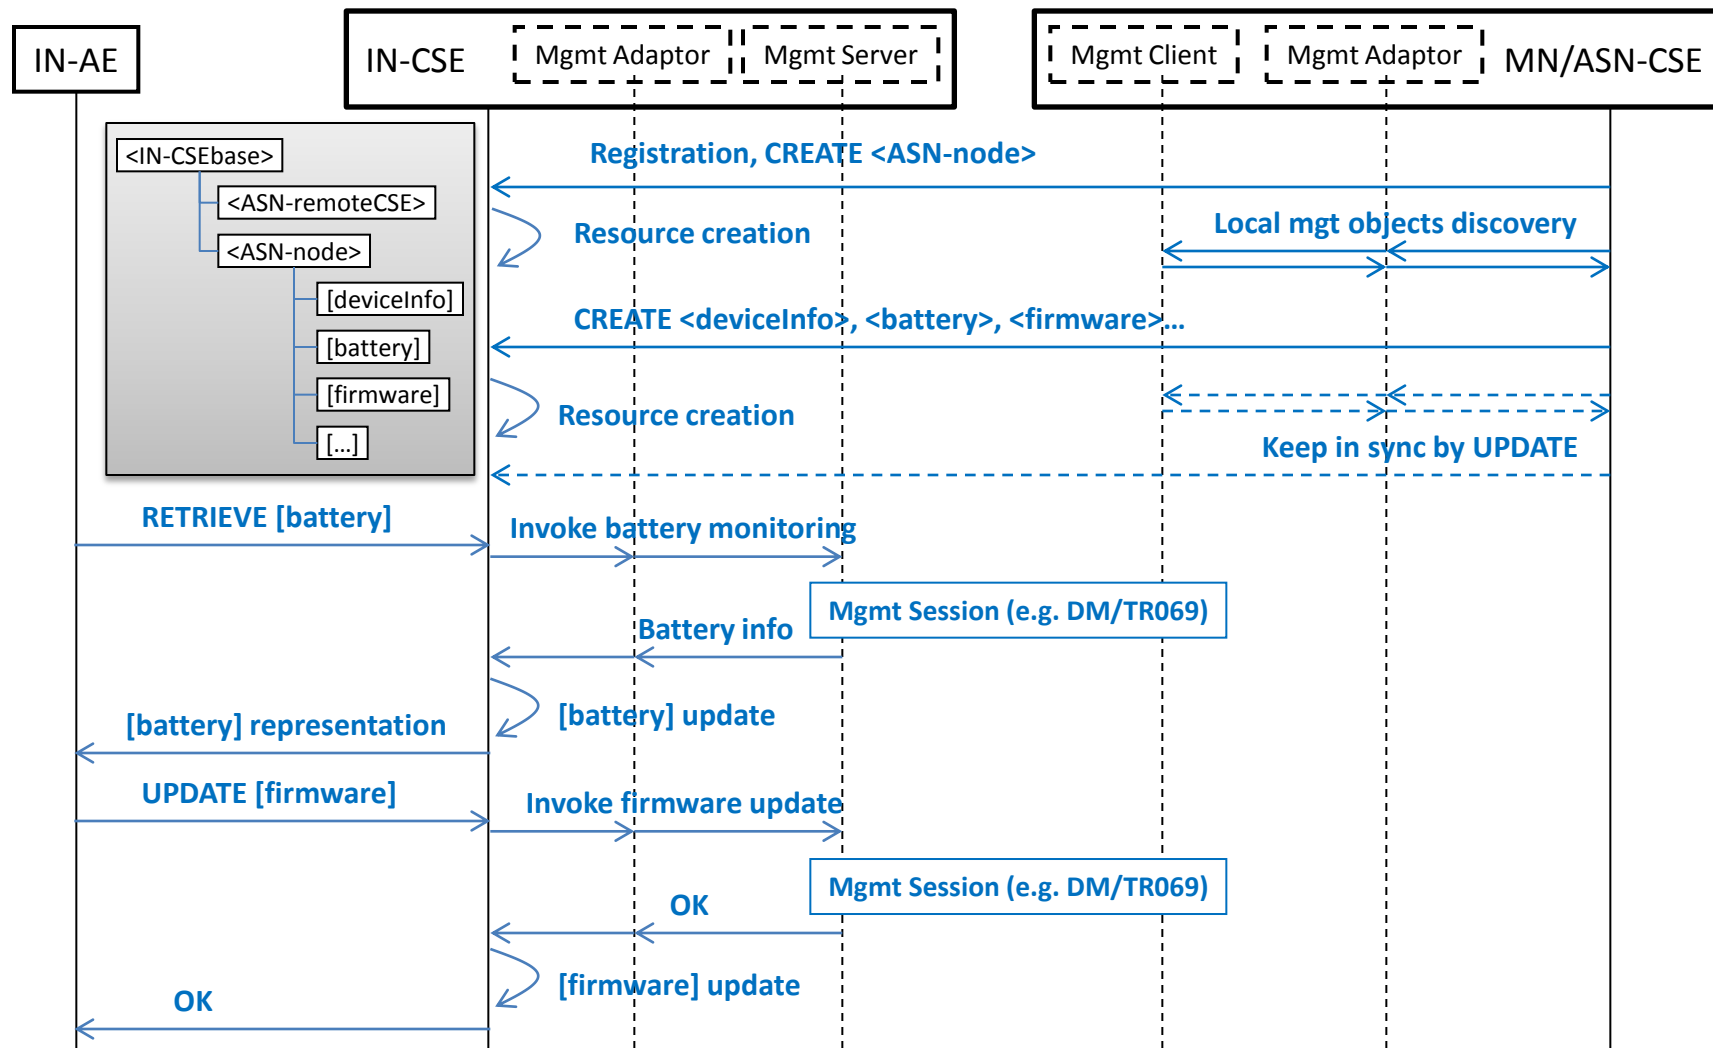 IN-AE
IN-CSE
Mgmt Adaptor
Mgmt Server
Mgmt Client
Mgmt Adaptor
MN/ASN-CSE
<IN-CSEbase>
<ASN-remoteCSE>
<ASN-node>
[deviceInfo]
[battery]
[firmware]
[...]
Registration, CREATE <ASN-node>
Resource creation
Local mgt objects discovery
CREATE <deviceInfo>, <battery>, <firmware>...
Resource creation
Keep in sync by UPDATE
RETRIEVE [battery]
Invoke battery monitoring
Mgmt Session (e.g. DM/TR069)
Battery info
[battery] update
[battery] representation
UPDATE [firmware]
Invoke firmware update
Mgmt Session (e.g. DM/TR069)
OK
[firmware] update
OK